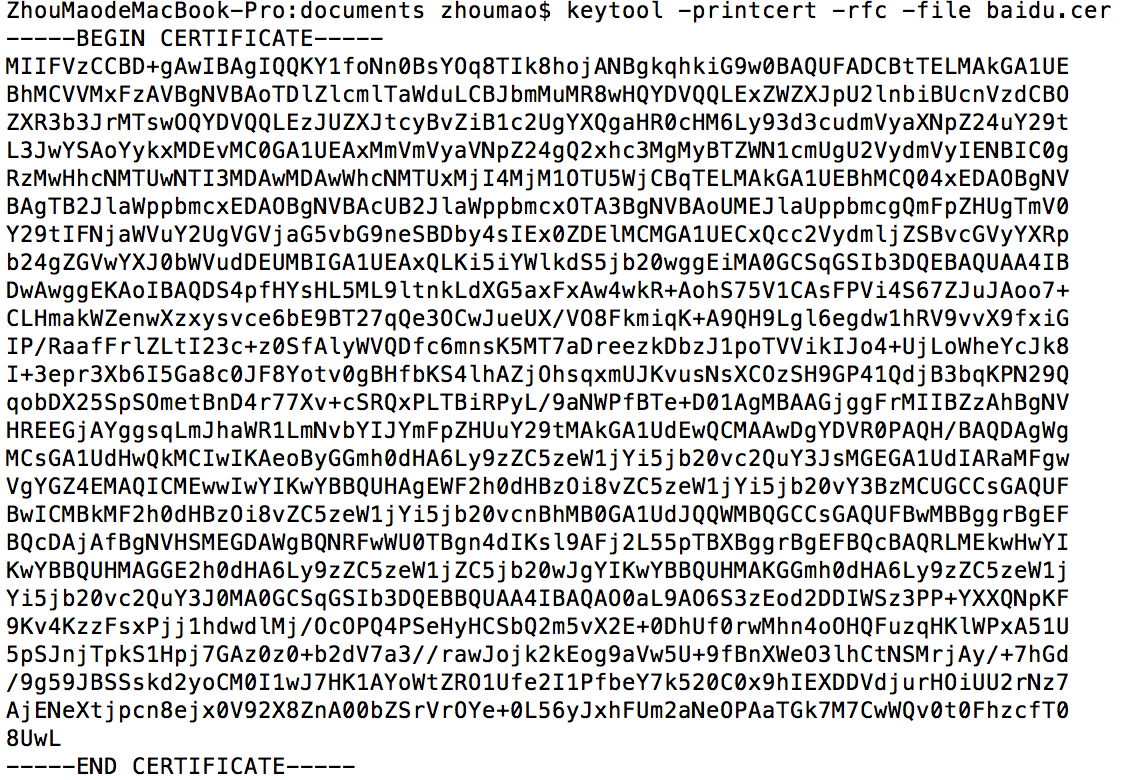 ZhouMaodeMacBook-Pro:documents zhoumao$ keytool -printcert -rfc -file baidu.cer
-----BEGIN CERTIFICATE-----
MIIFVzCCBD+gAwIBAgIQQKY1foNn0BsYOq8TIk8hojANBgkqhkiG9w0BAQUFADCBtTELMAkGA1UE
BhMCVVMxFzAVBgNVBAoTDlZlcmlTaWduLCBJbmMuMR8wHQYDVQQLExZWZXJpU2lnbiBUcnVzdCBO
ZXR3b3JrMTswOQYDVQQLEzJUZXJtcyBvZiB1c2UgYXQgaHR0cHM6Ly93d3cudmVyaXNpZ24uY29t
L3JwYSAoYykxMDEvMC0GA1UEAxMmVmVyaVNpZ24gQ2xhc3MgMyBTZWN1cmUgU2VydmVyIENBIC0g
RzMwHhcNMTUwNTI3MDAwMDAwWhcNMTUxMjI4MjM1OTU5WjCBqTELMAkGA1UEBhMCQ04xEDAOBgNV
BAgTB2JlaWppbmcxEDAOBgNVBAcUB2JlaWppbmcxOTA3BgNVBAoUMEJlaUppbmcgQmFpZHUgTmV0
Y29tIFNjaWVuY2UgVGVjaG5vbG9neSBDby4sIEx0ZDElMCMGA1UECxQcc2VydmljZSBvcGVyYXRp
b24gZGVwYXJ0bWVudDEUMBIGA1UEAxQLKi5iYWlkdS5jb20wggEiMA0GCSqGSIb3DQEBAQUAA4IB
DwAwggEKAoIBAQDS4pfHYsHL5ML9ltnkLdXG5axFxAw4wkR+AohS75V1CAsFPVi4S67ZJuJAoo7+
CLHmakWZenwXzxysvce6bE9BT27qQe3OCwJueUX/VO8FkmiqK+A9QH9Lgl6egdw1hRV9vvX9fxiG
IP/RaafFrlZLtI23c+z0SfAlyWVQDfc6mnsK5MT7aDreezkDbzJ1poTVVikIJo4+UjLoWheYcJk8
I+3epr3Xb6I5Ga8c0JF8Yotv0gBHfbKS4lhAZjOhsqxmUJKvusNsXCOzSH9GP41QdjB3bqKPN29Q
qobDX25SpSOmetBnD4r77Xv+cSRQxPLTBiRPyL/9aNWPfBTe+D01AgMBAAGjggFrMIIBZzAhBgNV
HREEGjAYggsqLmJhaWR1LmNvbYIJYmFpZHUuY29tMAkGA1UdEwQCMAAwDgYDVR0PAQH/BAQDAgWg
MCsGA1UdHwQkMCIwIKAeoByGGmh0dHA6Ly9zZC5zeW1jYi5jb20vc2QuY3JsMGEGA1UdIARaMFgw
VgYGZ4EMAQICMEwwIwYIKwYBBQUHAgEWF2h0dHBzOi8vZC5zeW1jYi5jb20vY3BzMCUGCCsGAQUF
BwICMBkMF2h0dHBzOi8vZC5zeW1jYi5jb20vcnBhMB0GA1UdJQQWMBQGCCsGAQUFBwMBBggrBgEF
BQcDAjAfBgNVHSMEGDAWgBQNRFwWU0TBgn4dIKsl9AFj2L55pTBXBggrBgEFBQcBAQRLMEkwHwYI
KwYBBQUHMAGGE2h0dHA6Ly9zZC5zeW1jZC5jb20wJgYIKwYBBQUHMAKGGmh0dHA6Ly9zZC5zeW1j
Yi5jb20vc2QuY3J0MA0GCSqGSIb3DQEBBQUAA4IBAQAO0aL9AO6S3zEod2DDIWSz3PP+YXXQNpKF
9Kv4KzzFsxPjj1hdwdlMj/OcOPQ4PSeHyHCSbQ2m5vX2E+0DhUf0rwMhn4oOHQFuzqHKlWPxA51U
5pSJnjTpkS1Hpj7GAz0z0+b2dV7a3//rawJojk2kEog9aVw5U+9fBnXWeO3lhCtNSMrjAy/+7hGd
/9g59JBSSskd2yoCM0I1wJ7HK1AYoWtZRO1Ufe2I1PfbeY7k520C0x9hIEXDDVdjurHOiUU2rNz7
AjENeXtjpcn8ejx0V92X8ZnA00bZSrVrOYe+0L56yJxhFUm2aNeOPAaTGk7M7CwWQv0t0FhzcfT0
8UwL
-----END CERTIFICATE-----